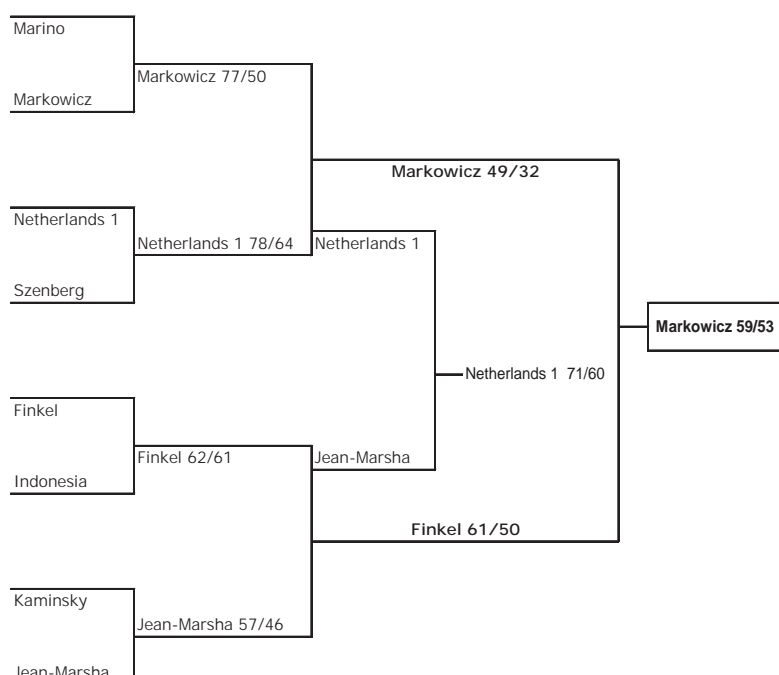 Marino
Markowicz 77/50
Markowicz
Markowicz 49/32
Netherlands 1
Netherlands 1 78/64
Netherlands 1
Szenberg
Markowicz 59/53
Netherlands 1 71/60
Finkel
Finkel 62/61
Jean-Marsha
Indonesia
Finkel 61/50
Kaminsky
Jean-Marsha 57/46
Jean-Marsha